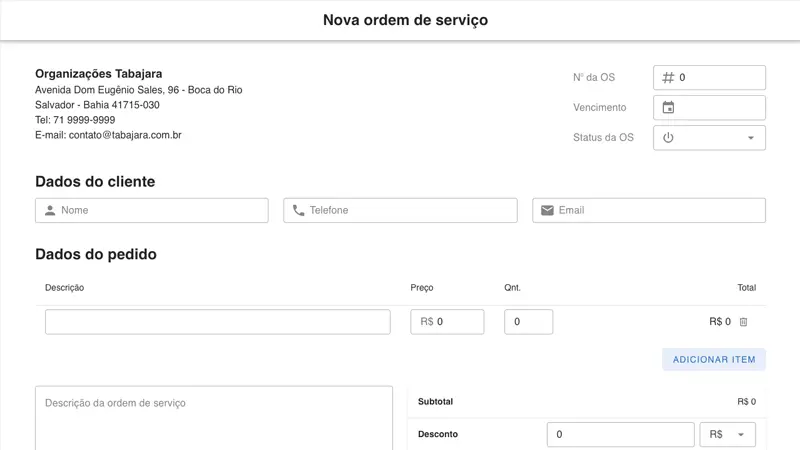 Nova ordem de serviço
Organizações Tabajara
Avenida Dom Eugênio Sales, 96 - Boca do Rio
Salvador - Bahia 41715-030
Tel: 71 9999-9999
E-mail: contato@tabajara.com.br
Nº da OS
0
Vencimento
Status da OS
Dados do cliente
Nome
Telefone
Email
Dados do pedido
Descrição Preço Qnt. Total
R$ 0 0 R$ 0
ADICIONAR ITEM
Descrição da ordem de serviço
Subtotal R$ 0
Desconto 0 R$